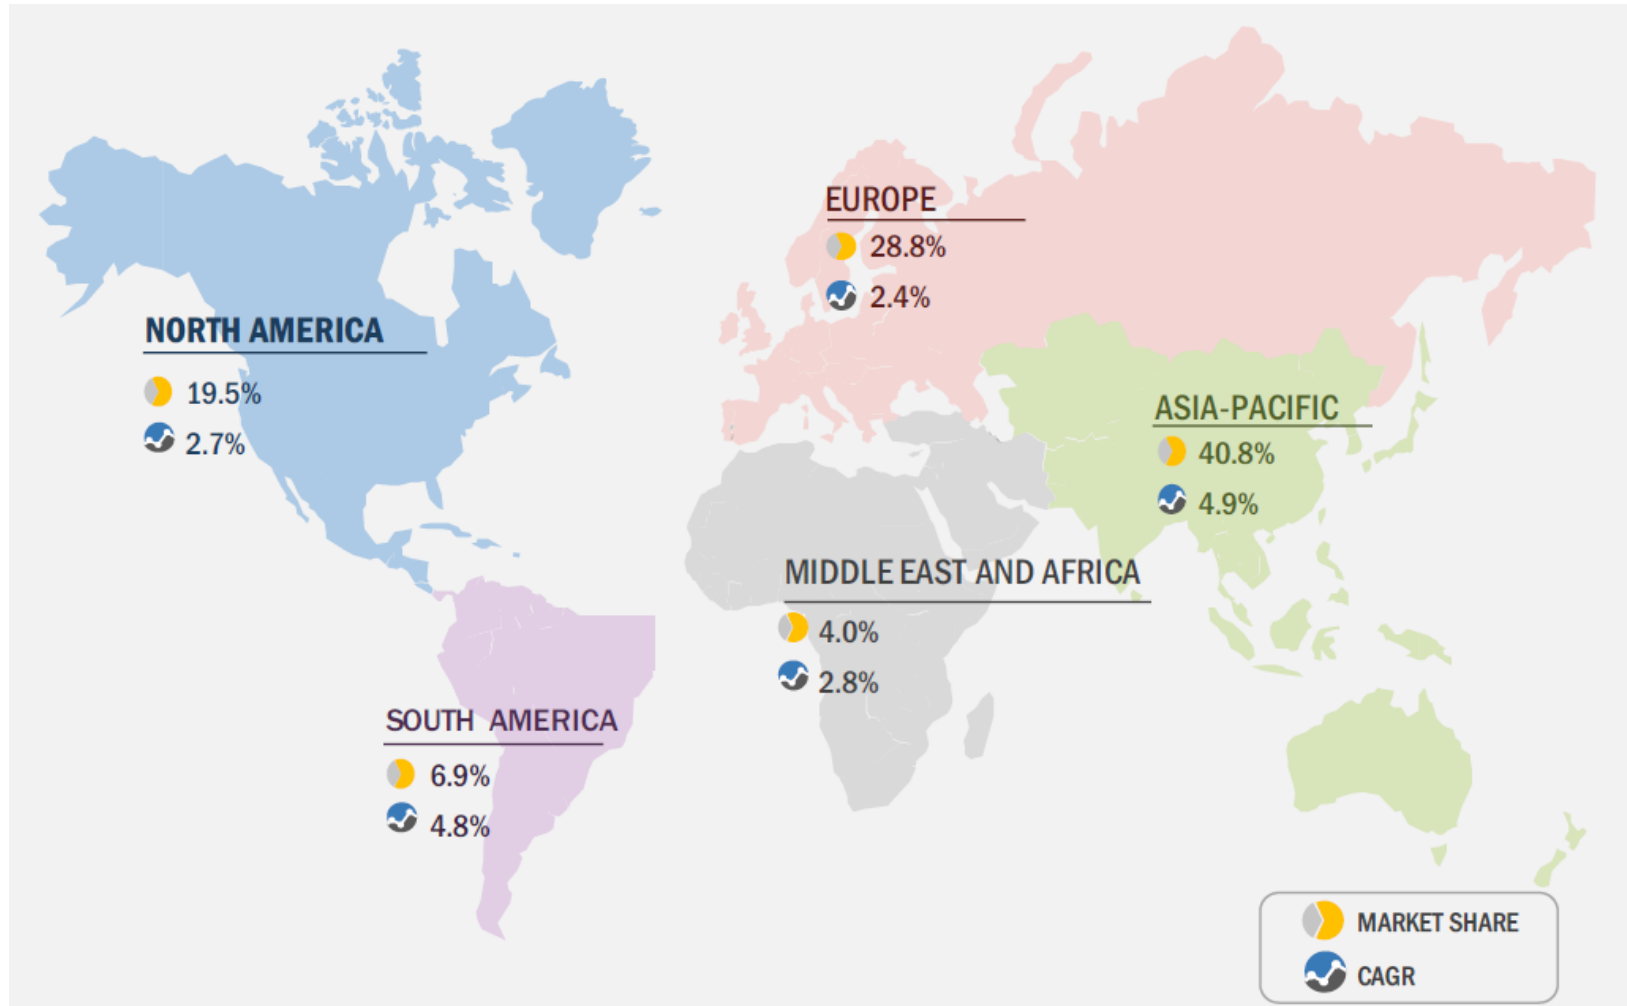 NORTH AMERICA
19.5%
2.7%
EUROPE
28.8%
2.4%
ASIA-PACIFIC
40.8%
4.9%
MIDDLE EAST AND AFRICA
4.0%
2.8%
SOUTH AMERICA
6.9%
4.8%
MARKET SHARE
CAGR